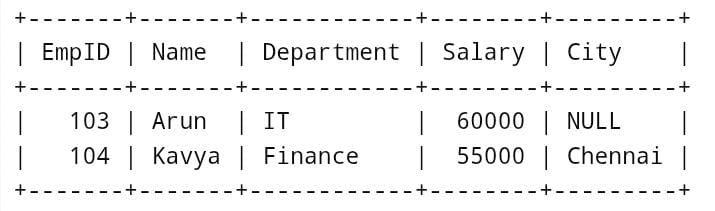 +-------+-------+------------+--------+---------+
| EmpID | Name  | Department | Salary | City    |
+-------+-------+------------+--------+---------+
|   103 | Arun  | IT         |  60000 | NULL    |
|   104 | Kavya | Finance    |  55000 | Chennai |
+-------+-------+------------+--------+---------+